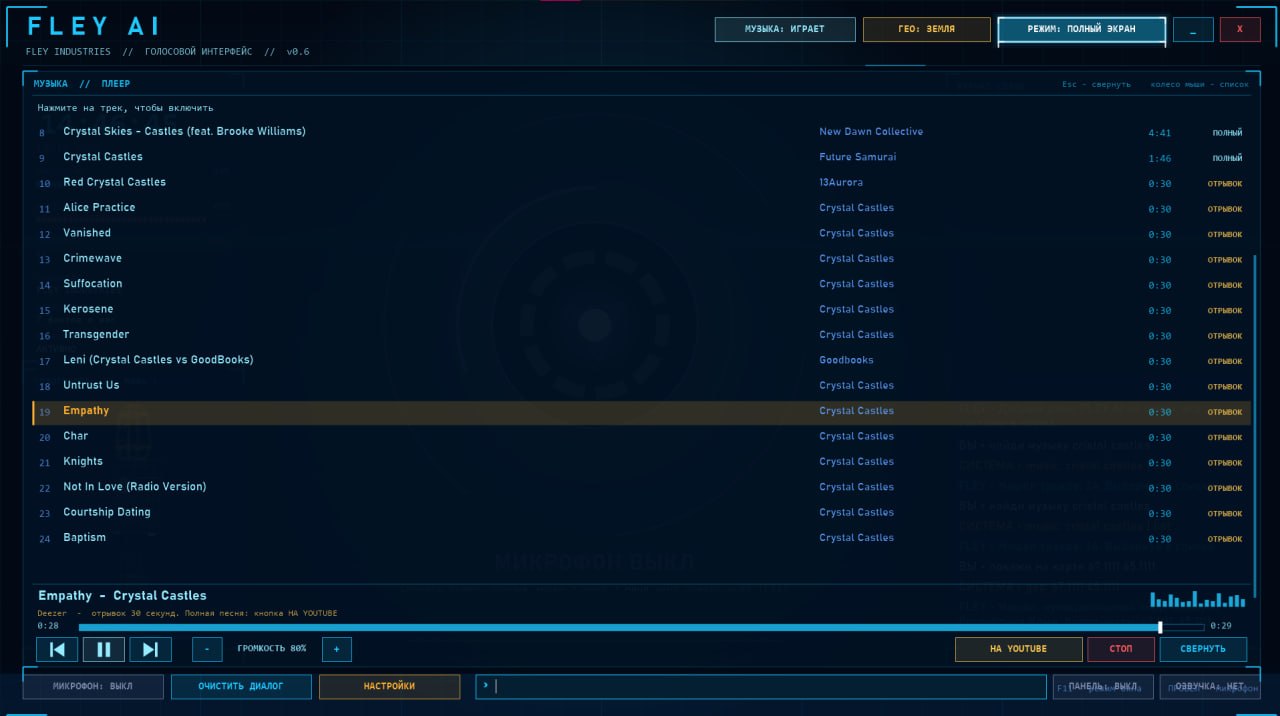 FLEY AI
FLEY INDUSTRIES // ГОЛОСОВОЙ ИНТЕРФЕЙС // v0.6
МУЗЫКА: ИГРАЕТ
ГЕО: ЗЕМЛЯ
РЕЖИМ: ПОЛНЫЙ ЭКРАН
_
X
МУЗЫКА // ПЛЕЕР
Esc - свернуть колесо мыши - список
Нажмите на трек, чтобы включить
8 Crystal Skies - Castles (feat. Brooke Williams) New Dawn Collective 4:41 ПОЛНЫЙ
9 Crystal Castles Future Samurai 1:46 ПОЛНЫЙ
10 Red Crystal Castles 13Aurora 0:30 ОТРЫВОК
11 Alice Practice Crystal Castles 0:30 ОТРЫВОК
12 Vanished Crystal Castles 0:30 ОТРЫВОК
13 Crimewave Crystal Castles 0:30 ОТРЫВОК
14 Suffocation Crystal Castles 0:30 ОТРЫВОК
15 Kerosene Crystal Castles 0:30 ОТРЫВОК
16 Transgender Crystal Castles 0:30 ОТРЫВОК
17 Leni (Crystal Castles vs GoodBooks) Goodbooks 0:30 ОТРЫВОК
18 Untrust Us Crystal Castles 0:30 ОТРЫВОК
19 Empathy Crystal Castles 0:30 ОТРЫВОК
20 Char Crystal Castles 0:30 ОТРЫВОК
21 Knights Crystal Castles 0:30 ОТРЫВОК
22 Not In Love (Radio Version) Crystal Castles 0:30 ОТРЫВОК
23 Courtship Dating Crystal Castles 0:30 ОТРЫВОК
24 Baptism Crystal Castles 0:30 ОТРЫВОК
МИКРОФОН ВЫКЛ
Empathy - Crystal Castles
Deezer - отрывок 30 секунд. Полная песня: кнопка НА YOUTUBE
0:28 0:29
- ГРОМКОСТЬ 80% +
НА YOUTUBE
СТОП
СВЕРНУТЬ
МИКРОФОН: ВЫКЛ
ОЧИСТИТЬ ДИАЛОГ
НАСТРОЙКИ
ПАНЕЛЬ: ВЫКЛ
ОЗВУЧКА: НЕТ